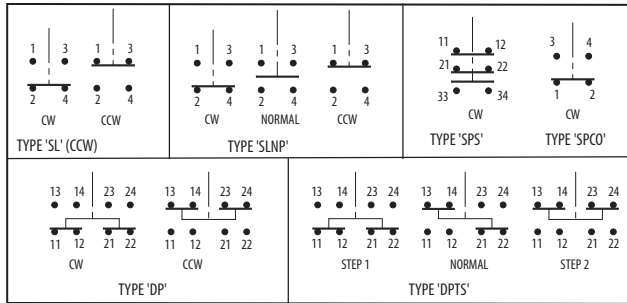 1 3 1 3
2 4 2 4
CW CCW
TYPE 'SL' (CCW)
1 3 1 3 1 3
2 4 2 4 2 4
CW NORMAL CCW
TYPE 'SLNP'
11 12
21 22
33 34
CW
TYPE 'SPS'
3 4
1 2
CW
TYPE 'SPCO'
13 14 23 24 13 14 23 24
11 12 21 22 11 12 21 22
CW CCW
TYPE 'DP'
13 14 23 24 13 14 23 24 13 14 23 24
11 12 21 22 11 12 21 22 11 12 21 22
STEP 1 NORMAL STEP 2
TYPE 'DPTS'